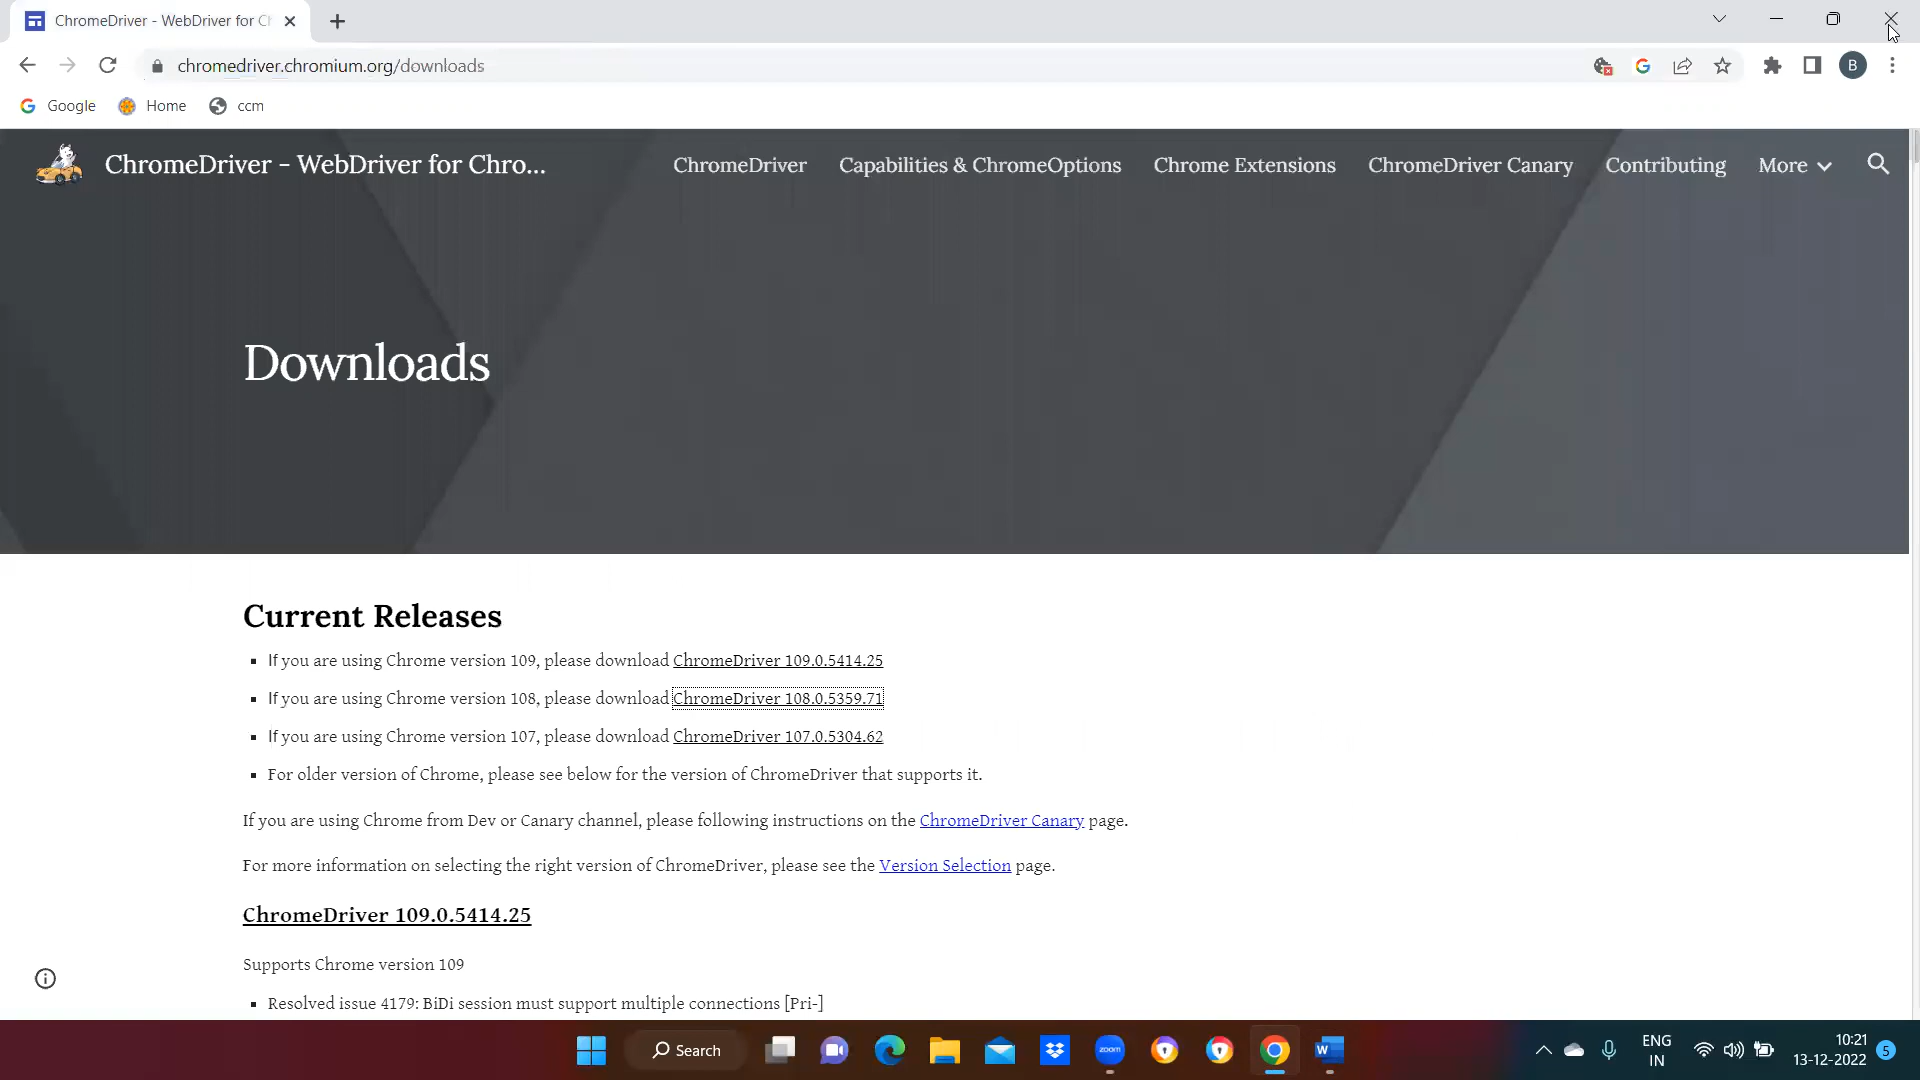 ChromeDriver - WebDriver for Ch
chromedriver.chromium.org/downloads
B
Google Home ccm
ChromeDriver - WebDriver for Chro... ChromeDriver Capabilities & ChromeOptions Chrome Extensions ChromeDriver Canary Contributing More
Downloads
Current Releases
If you are using Chrome version 109, please download ChromeDriver 109.0.5414.25
If you are using Chrome version 108, please download ChromeDriver 108.0.5359.71
If you are using Chrome version 107, please download ChromeDriver 107.0.5304.62
For older version of Chrome, please see below for the version of ChromeDriver that supports it.
If you are using Chrome from Dev or Canary channel, please following instructions on the ChromeDriver Canary page.
For more information on selecting the right version of ChromeDriver, please see the Version Selection page.
ChromeDriver 109.0.5414.25
Supports Chrome version 109
Resolved issue 4179: BiDi session must support multiple connections [Pri-]
Search
zoom
W
ENG
IN
10:21
13-12-2022
5